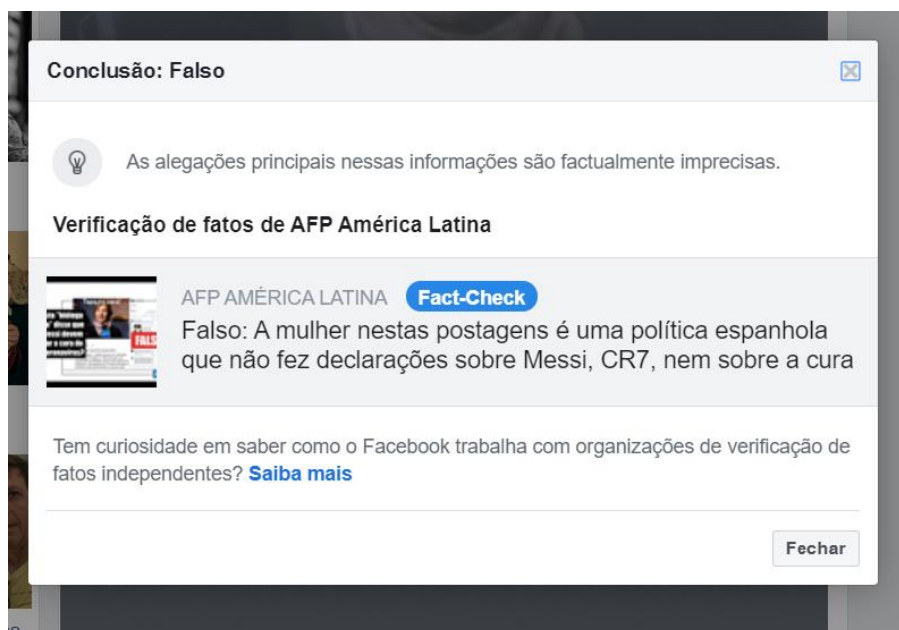 Conclusão: Falso
As alegações principais nessas informações são factualmente imprecisas.
Verificação de fatos de AFP América Latina
AFP AMÉRICA LATINA Fact-Check
Falso: A mulher nestas postagens é uma política espanhola
que não fez declarações sobre Messi, CR7, nem sobre a cura
FALS
Tem curiosidade em saber como o Facebook trabalha com organizações de verificação de
fatos independentes? Saiba mais
Fechar